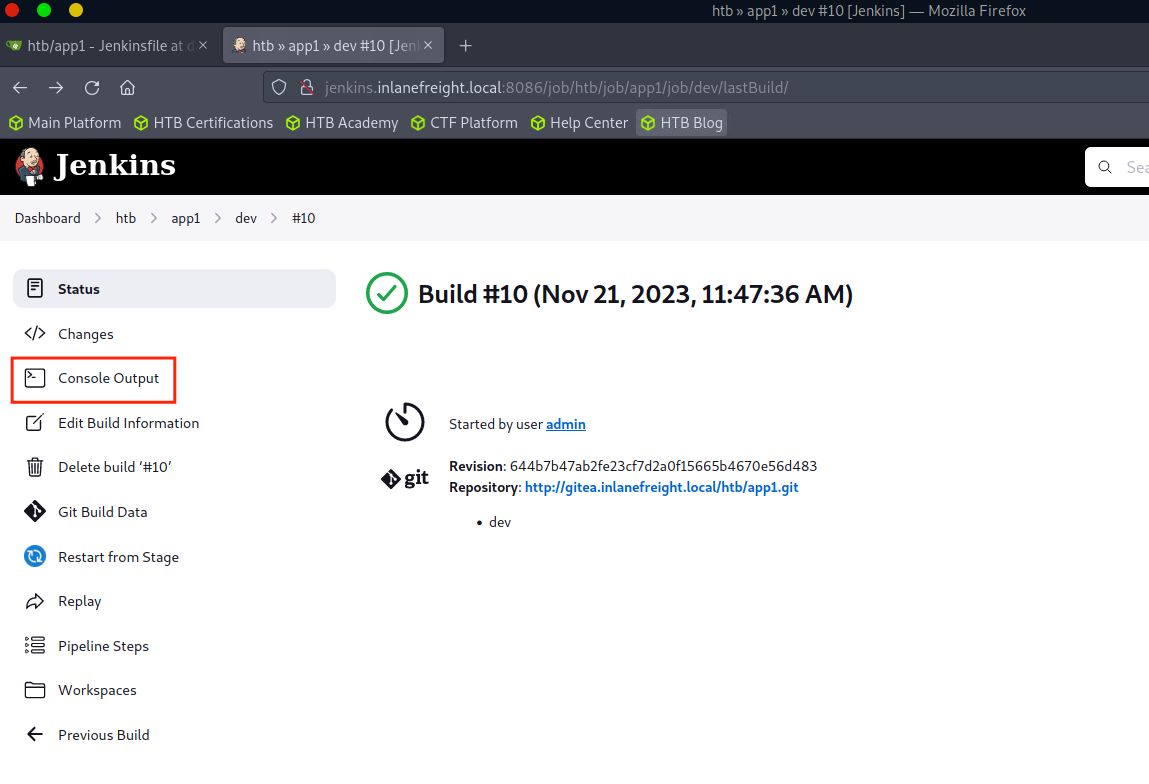 htb » app1 » dev #10 [Jenkins] — Mozilla Firefox
htb/app1 - Jenkinsfile at d
htb » app1 » dev #10 [Jen
jenkins.inlanefreight.local:8086/job/htb/job/app1/job/dev/lastBuild/
Main Platform HTB Certifications HTB Academy CTF Platform Help Center HTB Blog
Jenkins
Sea
Dashboard htb app1 dev #10
Status
Build #10 (Nov 21, 2023, 11:47:36 AM)
Changes
Console Output
Edit Build Information
Started by user admin
Delete build ‘#10’
Revision: 644b7b47ab2fe23cf7d2a0f15665b4670e56d483
git
Repository: http://gitea.inlanefreight.local/htb/app1.git
Git Build Data
• dev
Restart from Stage
Replay
Pipeline Steps
Workspaces
Previous Build